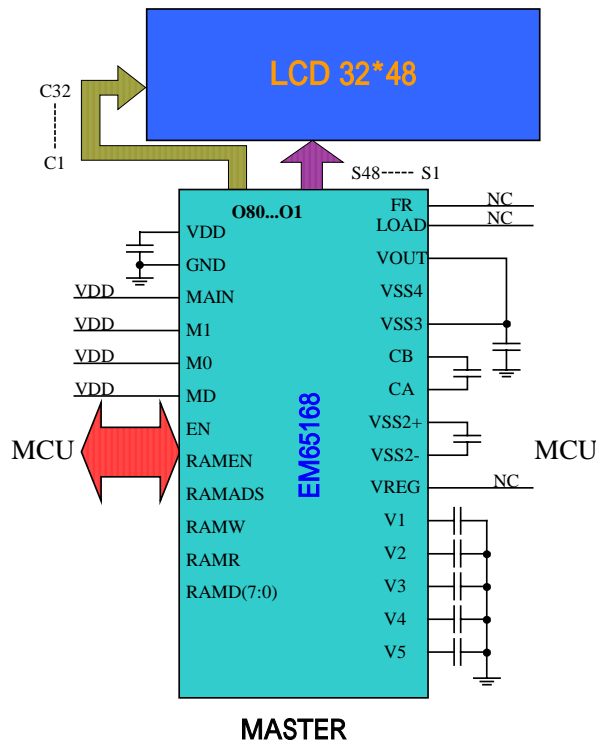 LCD 32*48
C32
C1
S48----- S1
O80...O1
FR
NC
LOAD
NC
VDD
VOUT
GND
VSS4
VDD
MAIN
VSS3
VDD
M1
CB
VDD
M0
CA
VDD
MD
VSS2+
EN
MCU
RAMEN
VSS2-
MCU
RAMADS
VREG
NC
RAMW
V1
RAMR
V2
RAMD(7:0)
V3
V4
V5
EM65168
MASTER